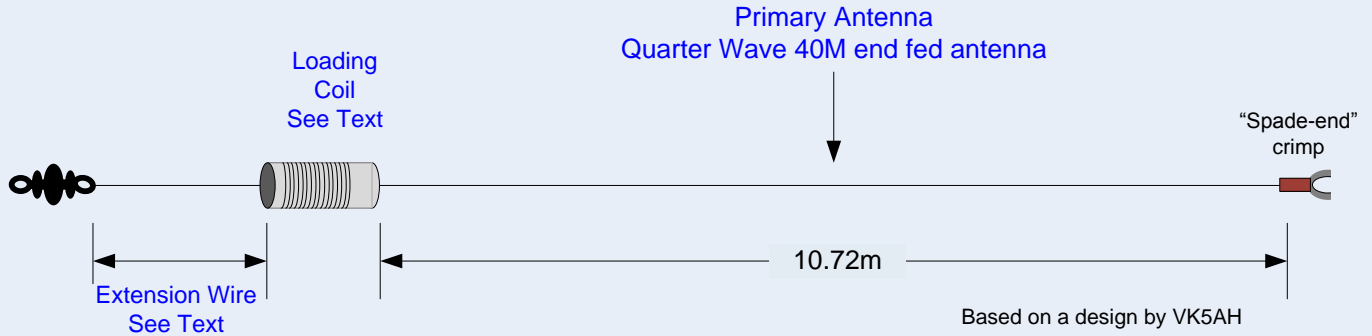 Primary Antenna
Quarter Wave 40M end fed antenna
Loading
Coil
See Text
“Spade-end”
crimp
10.72m
Extension Wire
See Text
Based on a design by VK5AH